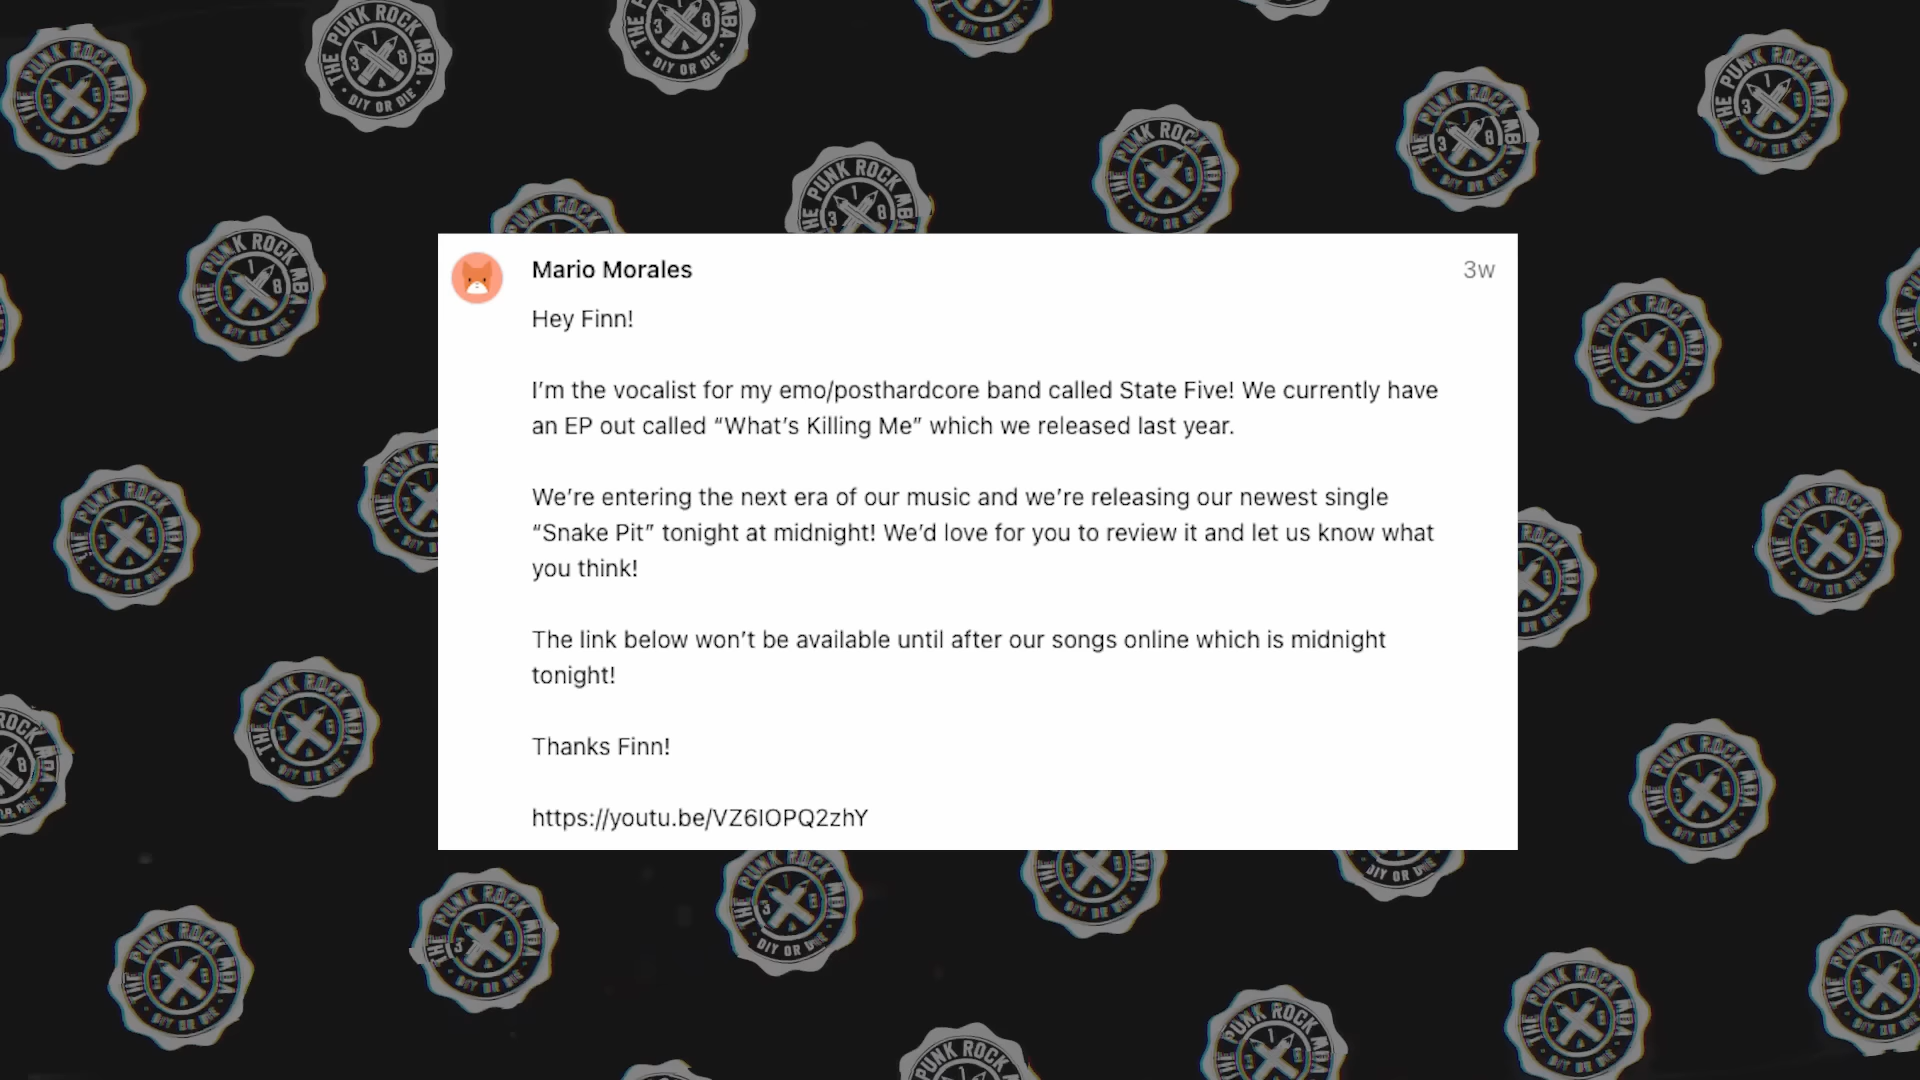 THE PUNK ROCK MBA
DIY OR DIE
Mario Morales
3w
Hey Finn!
I’m the vocalist for my emo/posthardcore band called State Five! We currently have
an EP out called “What’s Killing Me” which we released last year.
We’re entering the next era of our music and we’re releasing our newest single
“Snake Pit” tonight at midnight! We’d love for you to review it and let us know what
you think!
The link below won’t be available until after our songs online which is midnight
tonight!
Thanks Finn!
https://youtu.be/VZ6IOPQ2zhY